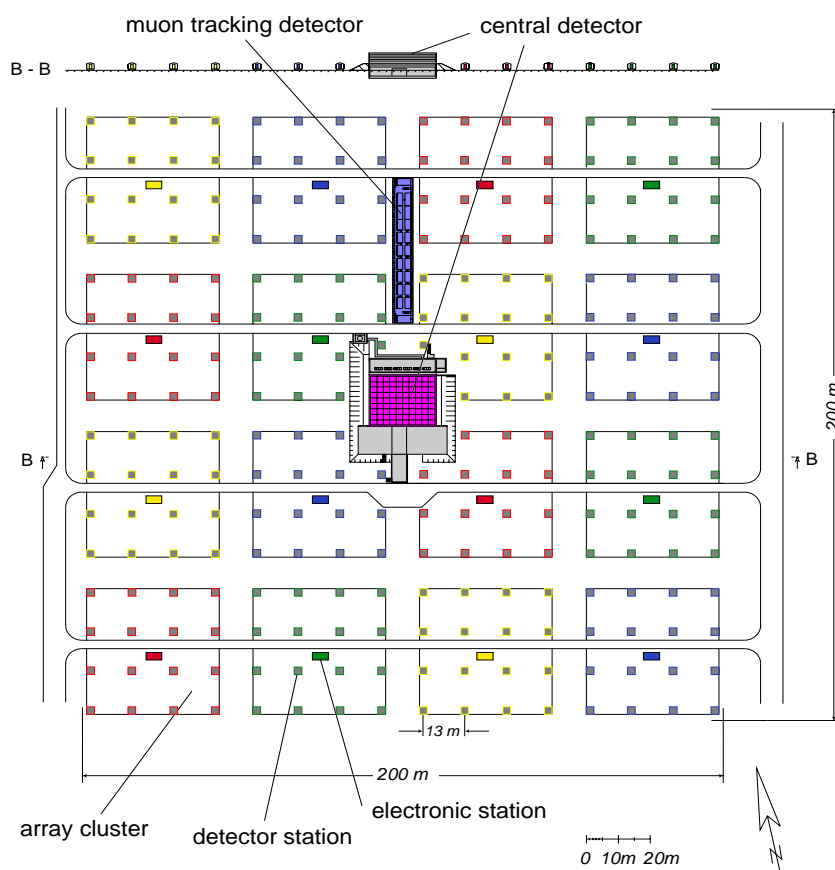 muon tracking detector
central detector
B - B
200 m
B
B
13 m
200 m
array cluster
detector station
electronic station
0 10m 20m
N